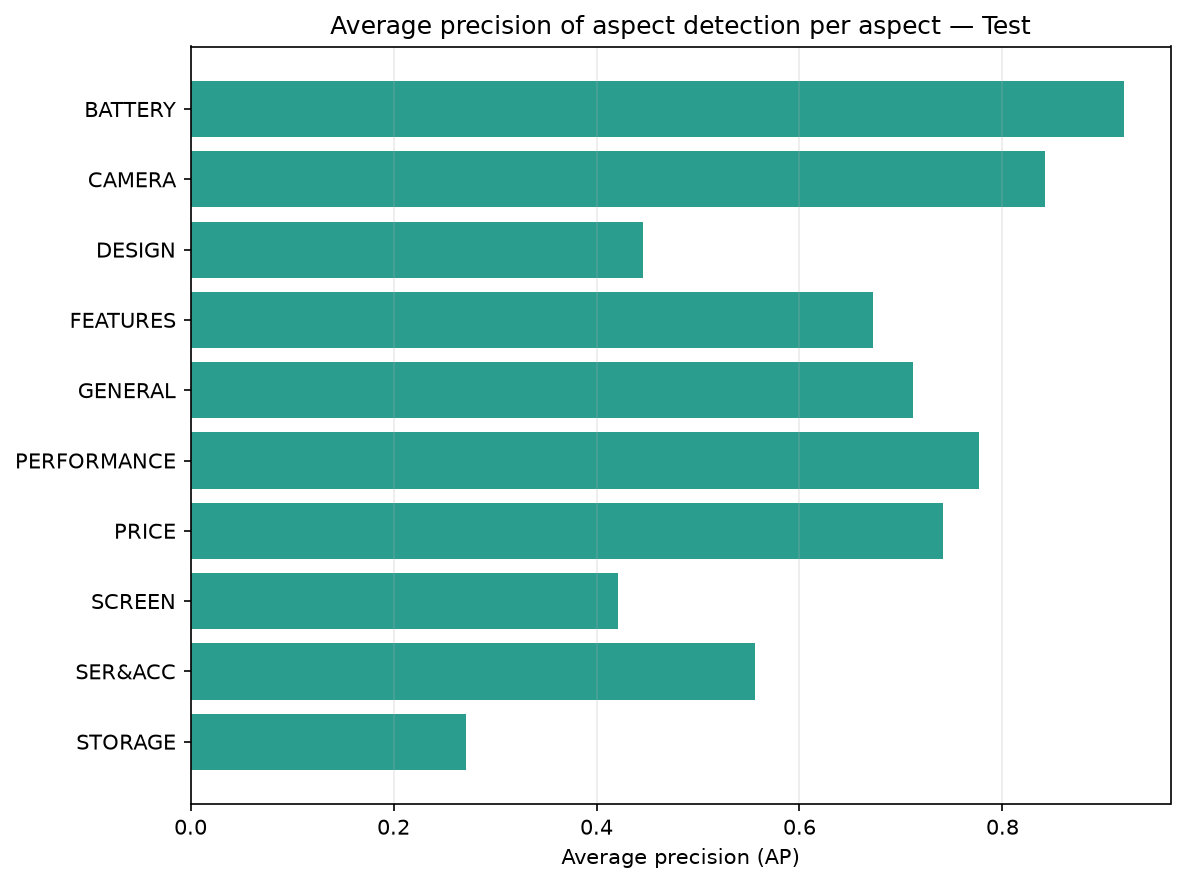 Average precision of aspect detection per aspect — Test
BATTERY
CAMERA
DESIGN
FEATURES
GENERAL
PERFORMANCE
PRICE
SCREEN
SER&ACC
STORAGE
0.0 0.2 0.4 0.6 0.8
Average precision (AP)